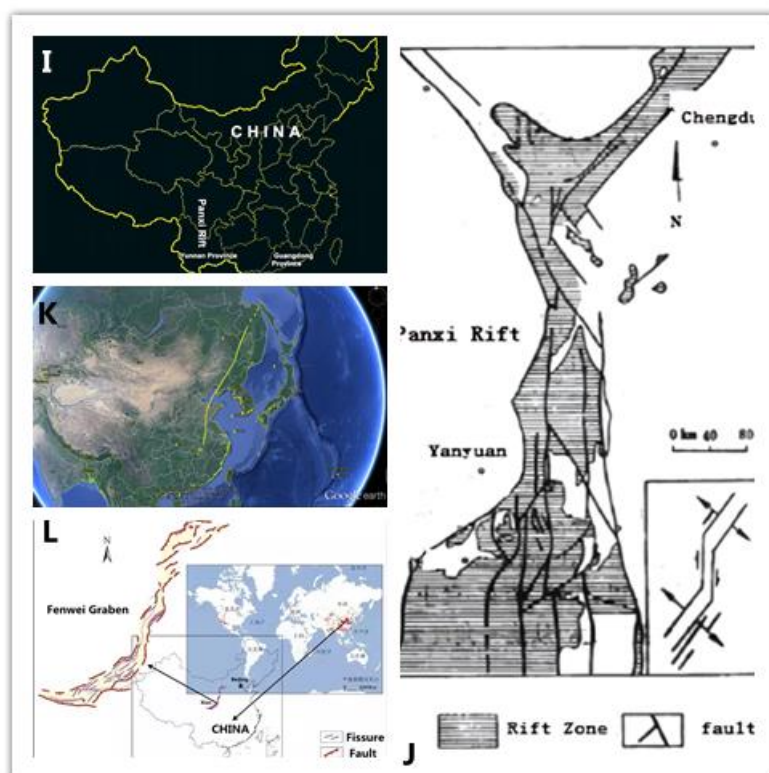 I
CHINA
Panxi Rift
Yunnan Province
Guangdong
Province
K
Google earth
L
N
Fenwei Graben
Beijing
CHINA
Fissure
Fault
Chengdu
N
Panxi Rift
Yanyuan
0 km 40 80
Rift Zone
fault
J